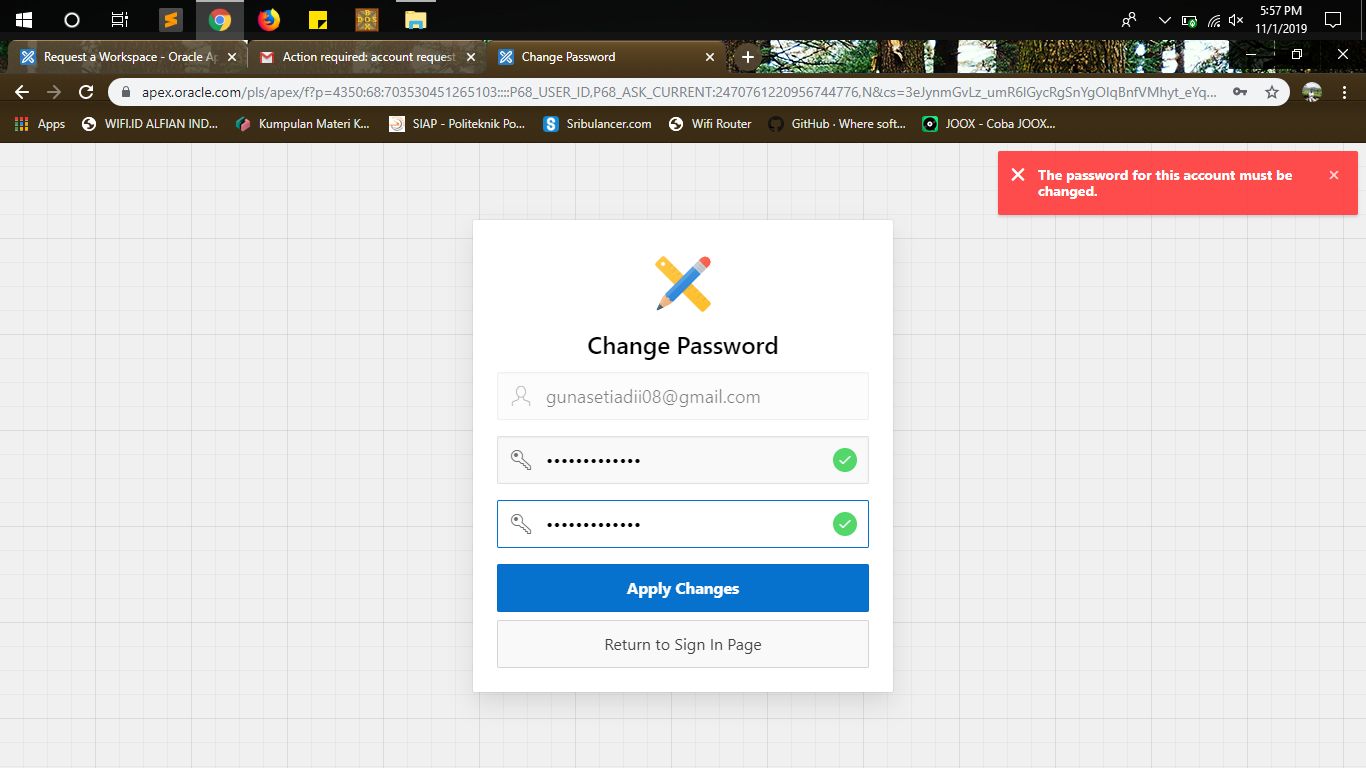 5:57 PM
11/1/2019
Request a Workspace - Oracle Ap
Action required: account request
Change Password
apex.oracle.com/pls/apex/f?p=4350:68:703530451265103::::P68_USER_ID,P68_ASK_CURRENT:2470761220956744776,N&cs=3eJynmGvLz_umR6lGycRgSnYgOlqBnfVMhyt_eYq...
Apps
WIFI.ID ALFIAN IND...
Kumpulan Materi K...
SIAP - Politeknik Po...
Sribulancer.com
Wifi Router
GitHub · Where soft...
JOOX - Coba JOOX...
The password for this account must be
changed.
Change Password
gunasetiadii08@gmail.com
Apply Changes
Return to Sign In Page